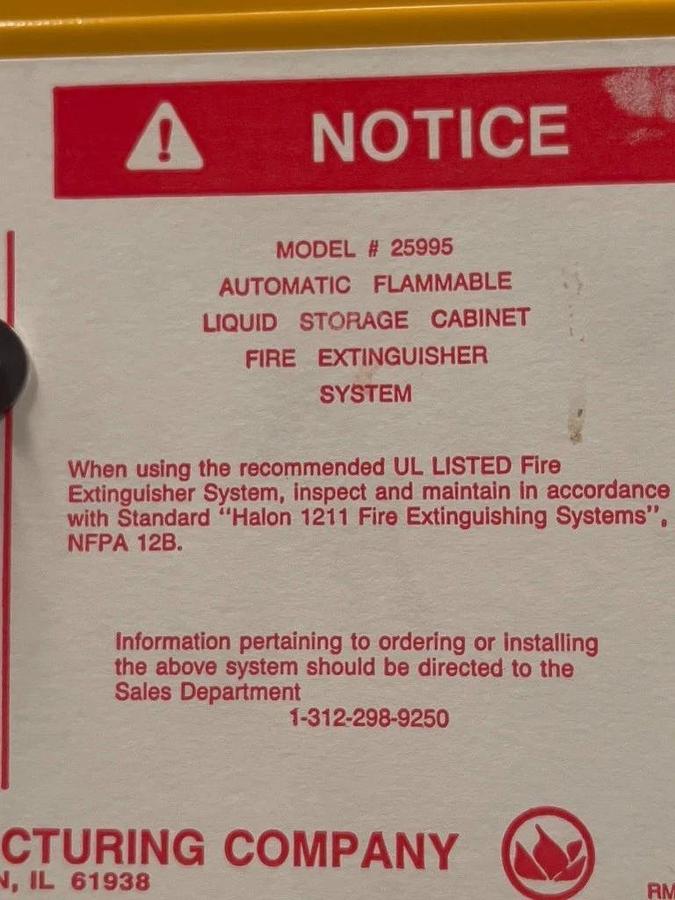 NOTICE
MODEL # 25995
AUTOMATIC FLAMMABLE
LIQUID STORAGE CABINET
FIRE EXTINGUISHER
SYSTEM
When using the recommended UL LISTED Fire
Extinguisher System, inspect and maintain in accordance
with Standard “Halon 1211 Fire Extinguishing Systems”,
NFPA 12B.
Information pertaining to ordering or installing
the above system should be directed to the
Sales Department
1-312-298-9250
CTURING COMPANY
N, IL 61938
RM